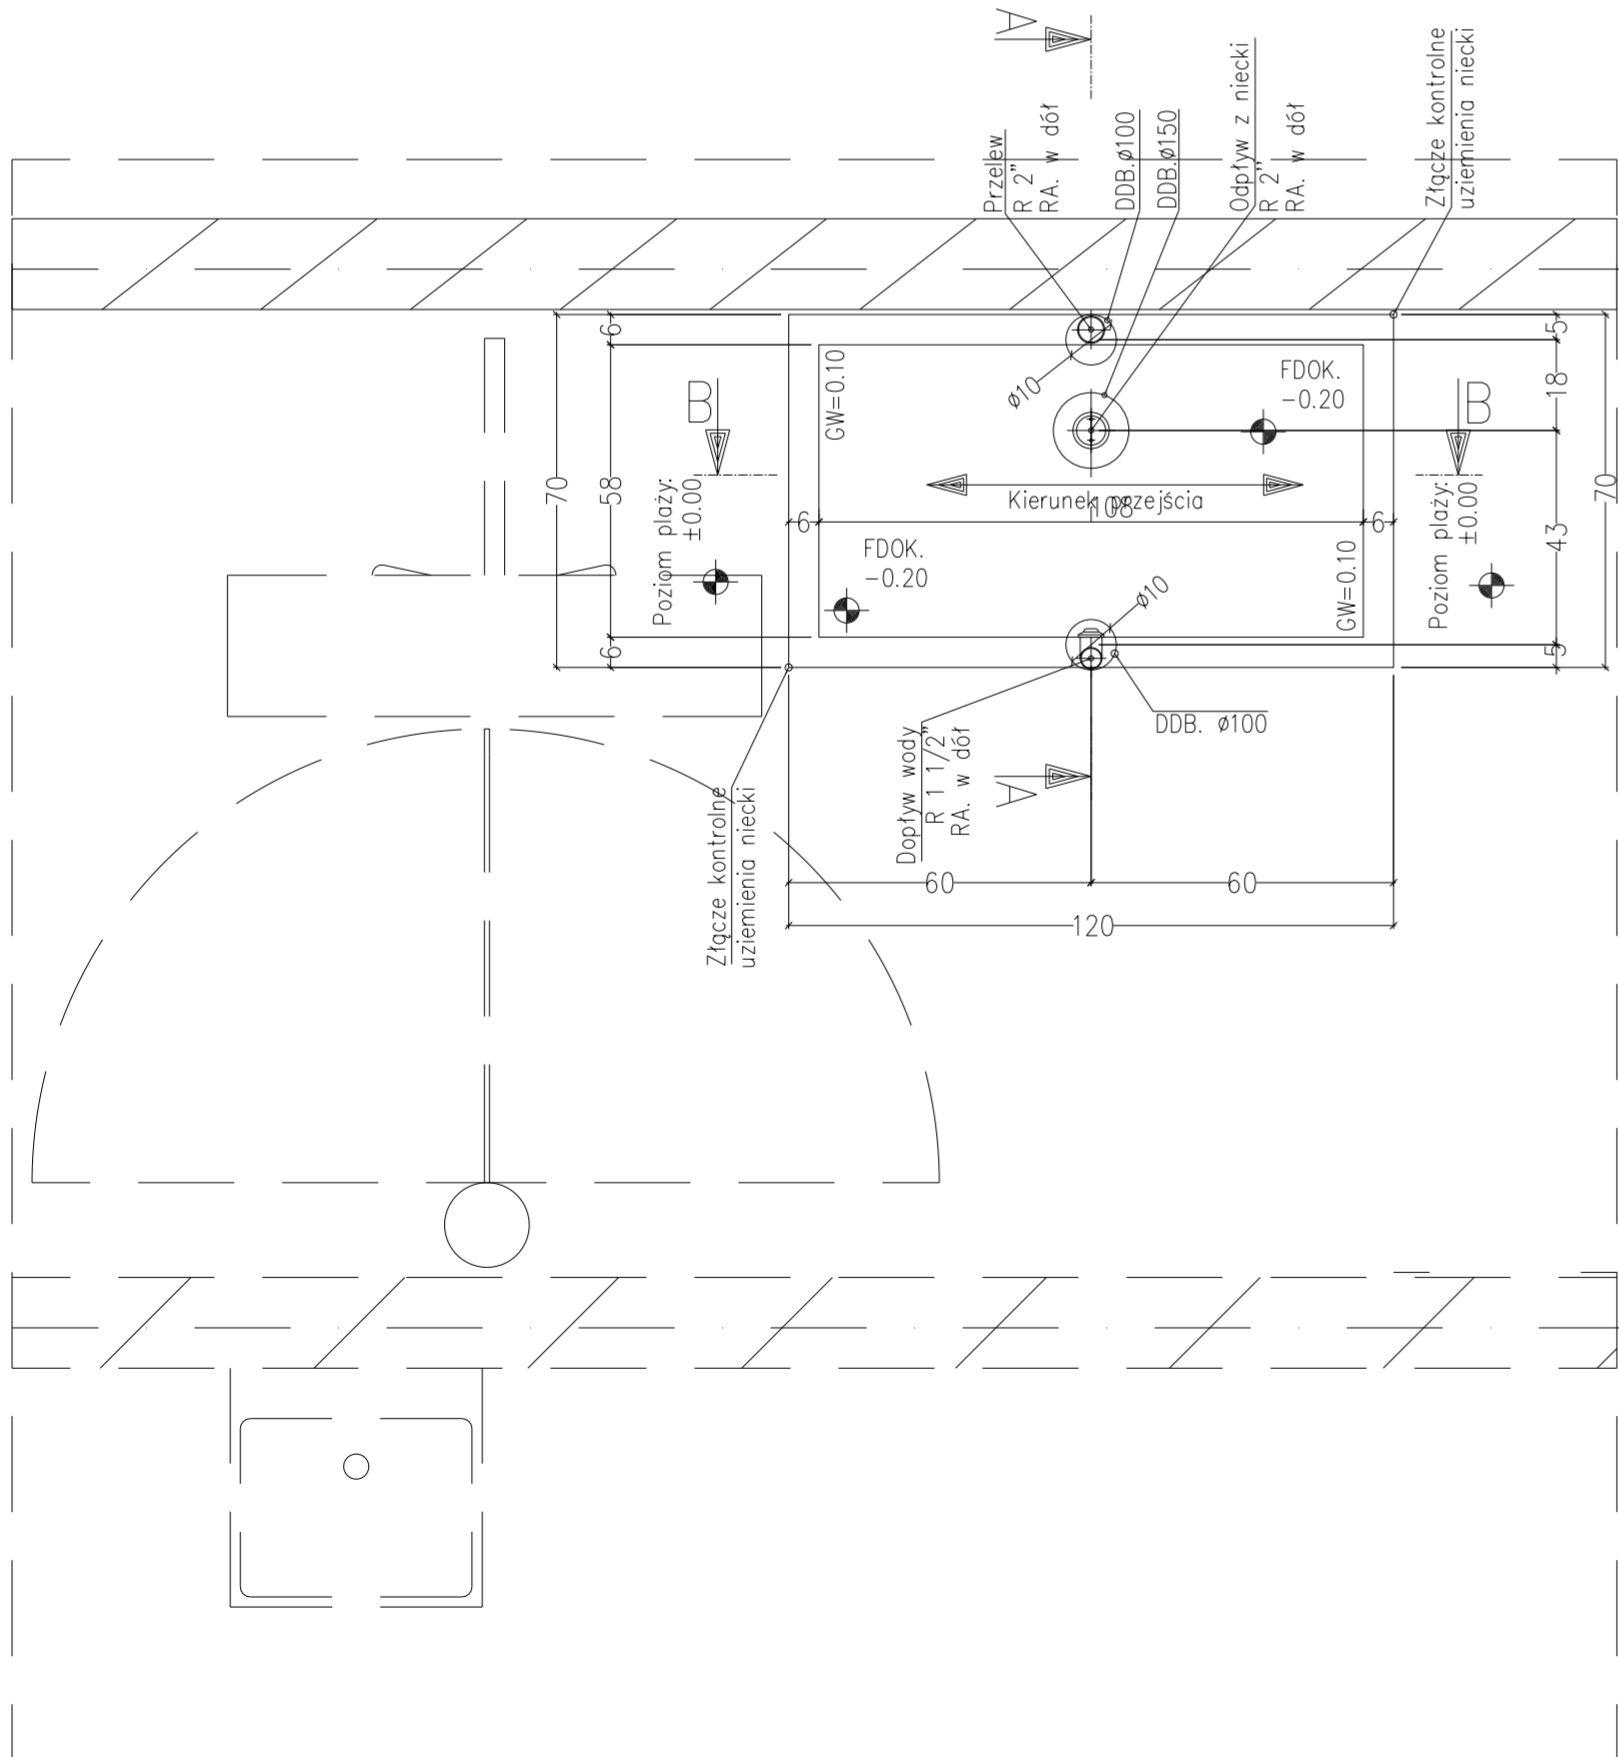 A
Przelew
R 2"
RA. w dół
DDB.ø100
DDB.ø150
Odpływ z niecki
R 2"
RA. w dół
Złącze kontrolne
uziemienia niecki
6
5
ø10
GW=0.10
FDOK.
-0.20
18
B
B
70
58
Poziom plaży:
±0.00
Kierunek przejścia
108
6
6
Poziom plaży:
±0.00
70
43
FDOK.
-0.20
GW=0.10
ø10
6
5
DDB. ø100
Dopływ wody
R 1 1/2"
RA. w dół
A
Złącze kontrolne
uziemienia niecki
60
60
120